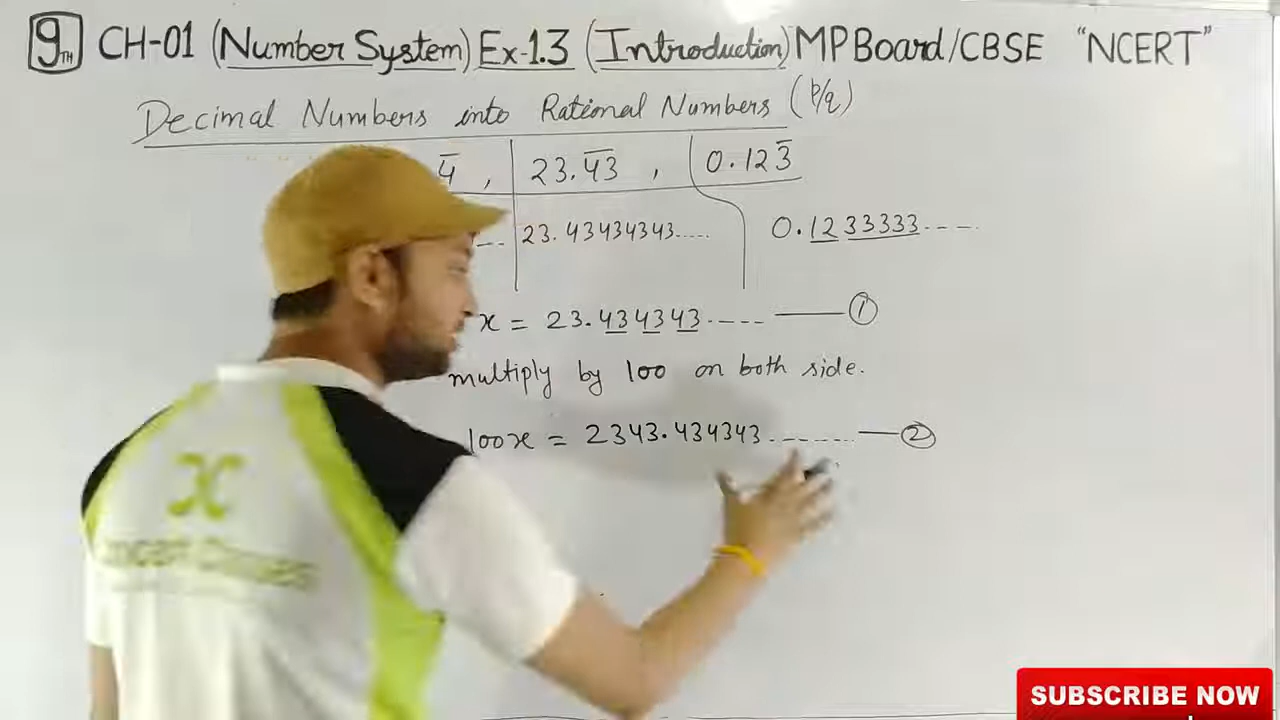 9TH CH-01 (Number System) Ex-1.3 (Introduction) MP Board/CBSE "NCERT"
Decimal Numbers into Rational Numbers (p/q)
4̅ , 23.4̅3̅ , 0.123̅
23.43434343..... 0.1233333----
x = 23.434343----- ——— ①
multiply by 100 on both side.
100x = 2343.434343.------- —— ②
SUBSCRIBE NOW